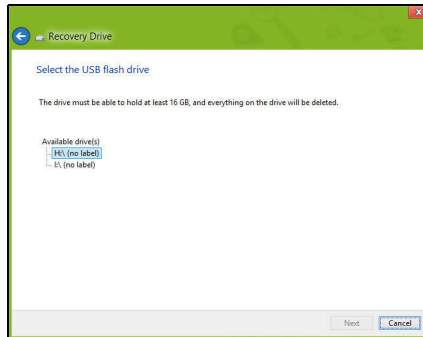 Recovery Drive
Select the USB flash drive
The drive must be able to hold at least 16 GB, and everything on the drive will be deleted.
Available drive(s)
H:\ (no label)
I:\ (no label)
Next
Cancel